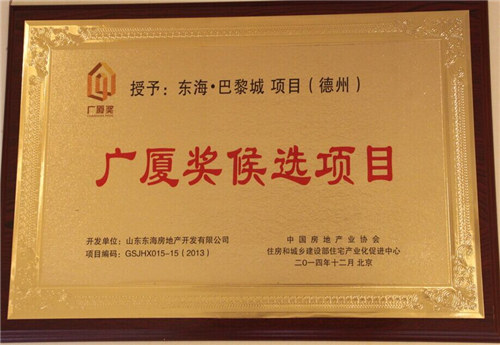 广厦奖
授予：东海·巴黎城 项目（德州）
广厦奖候选项目
开发单位：山东东海房地产开发有限公司
项目编码：GSJHX015-15（2013）
中国房地产业协会
住房和城乡建设部住宅产业化促进中心
二〇一四年十二月 北京